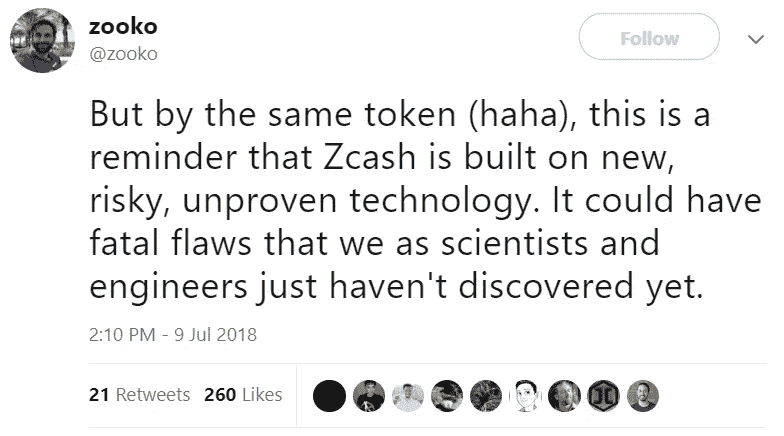 zooko
@zooko
Follow
But by the same token (haha), this is a
reminder that Zcash is built on new,
risky, unproven technology. It could have
fatal flaws that we as scientists and
engineers just haven't discovered yet.
2:10 PM - 9 Jul 2018
21 Retweets 260 Likes